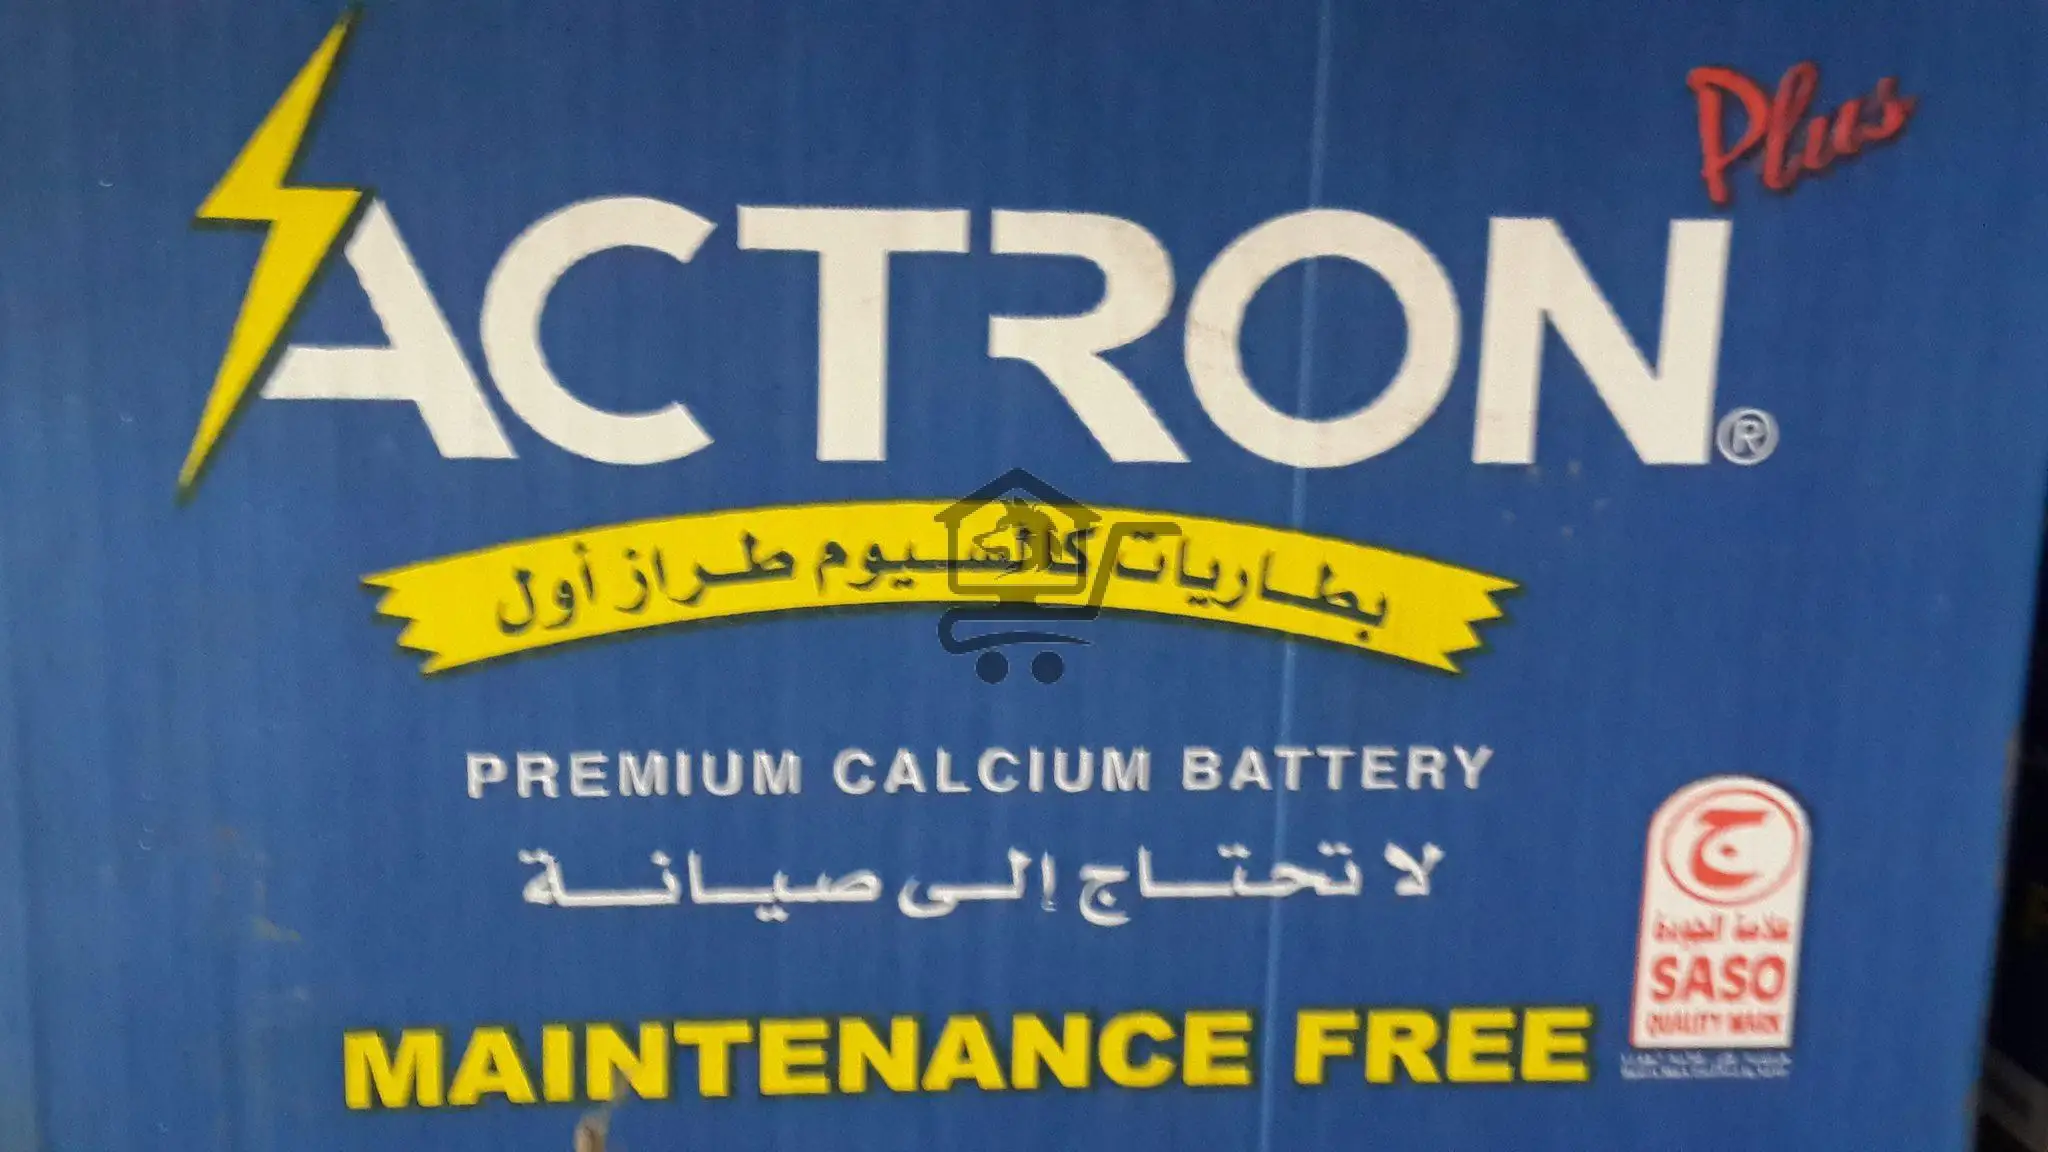 Plus
ACTRON®
بطاريات كالسيوم طراز أول
PREMIUM CALCIUM BATTERY
لا تحتاج إلى صيانة
ج
علامة الجودة
SASO
QUALITY MARK
MAINTENANCE FREE